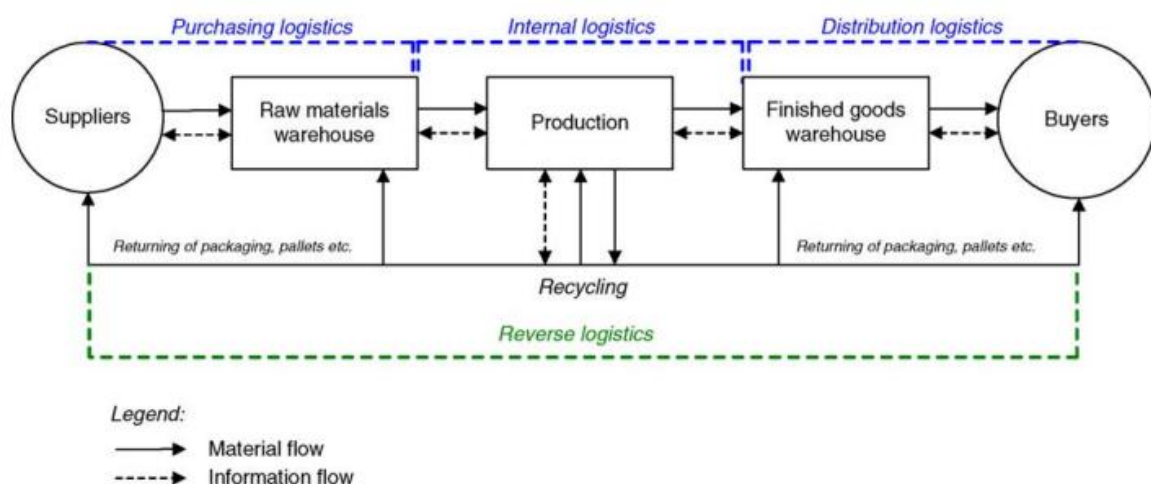 Purchasing logistics
Internal logistics
Distribution logistics
Suppliers
Raw materials
warehouse
Production
Finished goods
warehouse
Buyers
Returning of packaging, pallets etc.
Returning of packaging, pallets etc.
Recycling
Reverse logistics
Legend:
Material flow
Information flow